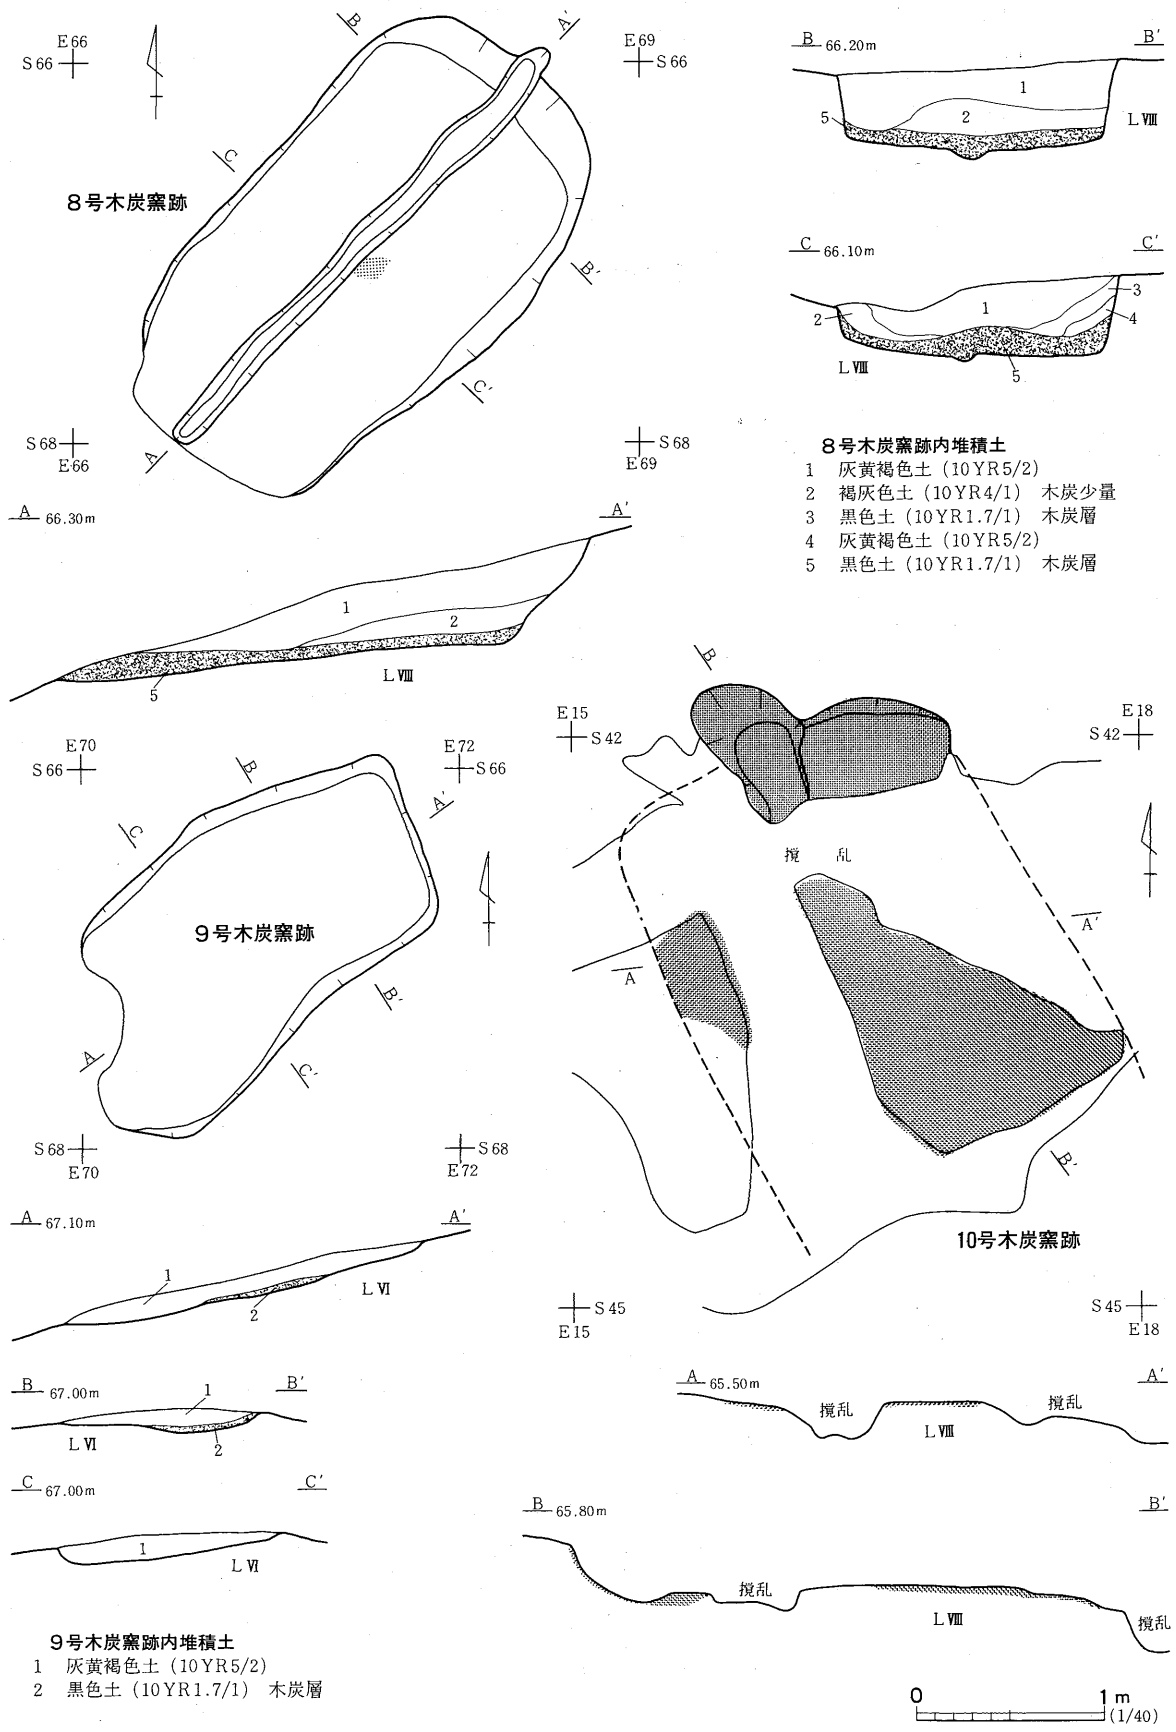 E66
S66
E69
S66
B
A'
C
8号木炭窯跡
B'
C'
A
S68
E66
S68
E69
B 66.20m B'
1
2
5
LⅧ
C 66.10m C'
1
2
3
4
5
LⅧ
8号木炭窯跡内堆積土
1 灰黄褐色土 (10YR5/2)
2 褐灰色土 (10YR4/1) 木炭少量
3 黒色土 (10YR1.7/1) 木炭層
4 灰黄褐色土 (10YR5/2)
5 黒色土 (10YR1.7/1) 木炭層
A 66.30m A'
1
2
5
LⅧ
E70
S66
E72
S66
B
A'
C
9号木炭窯跡
B'
A
C'
S68
E70
S68
E72
A 67.10m A'
1
2
LⅥ
B 67.00m B'
1
2
LⅥ
C 67.00m C'
1
LⅥ
9号木炭窯跡内堆積土
1 灰黄褐色土 (10YR5/2)
2 黒色土 (10YR1.7/1) 木炭層
B
E15
S42
E18
S42
撹乱
A'
A
B'
10号木炭窯跡
S45
E15
S45
E18
A 65.50m A'
撹乱
撹乱
LⅧ
B 65.80m B'
撹乱
LⅧ
撹乱
0 1m
(1/40)